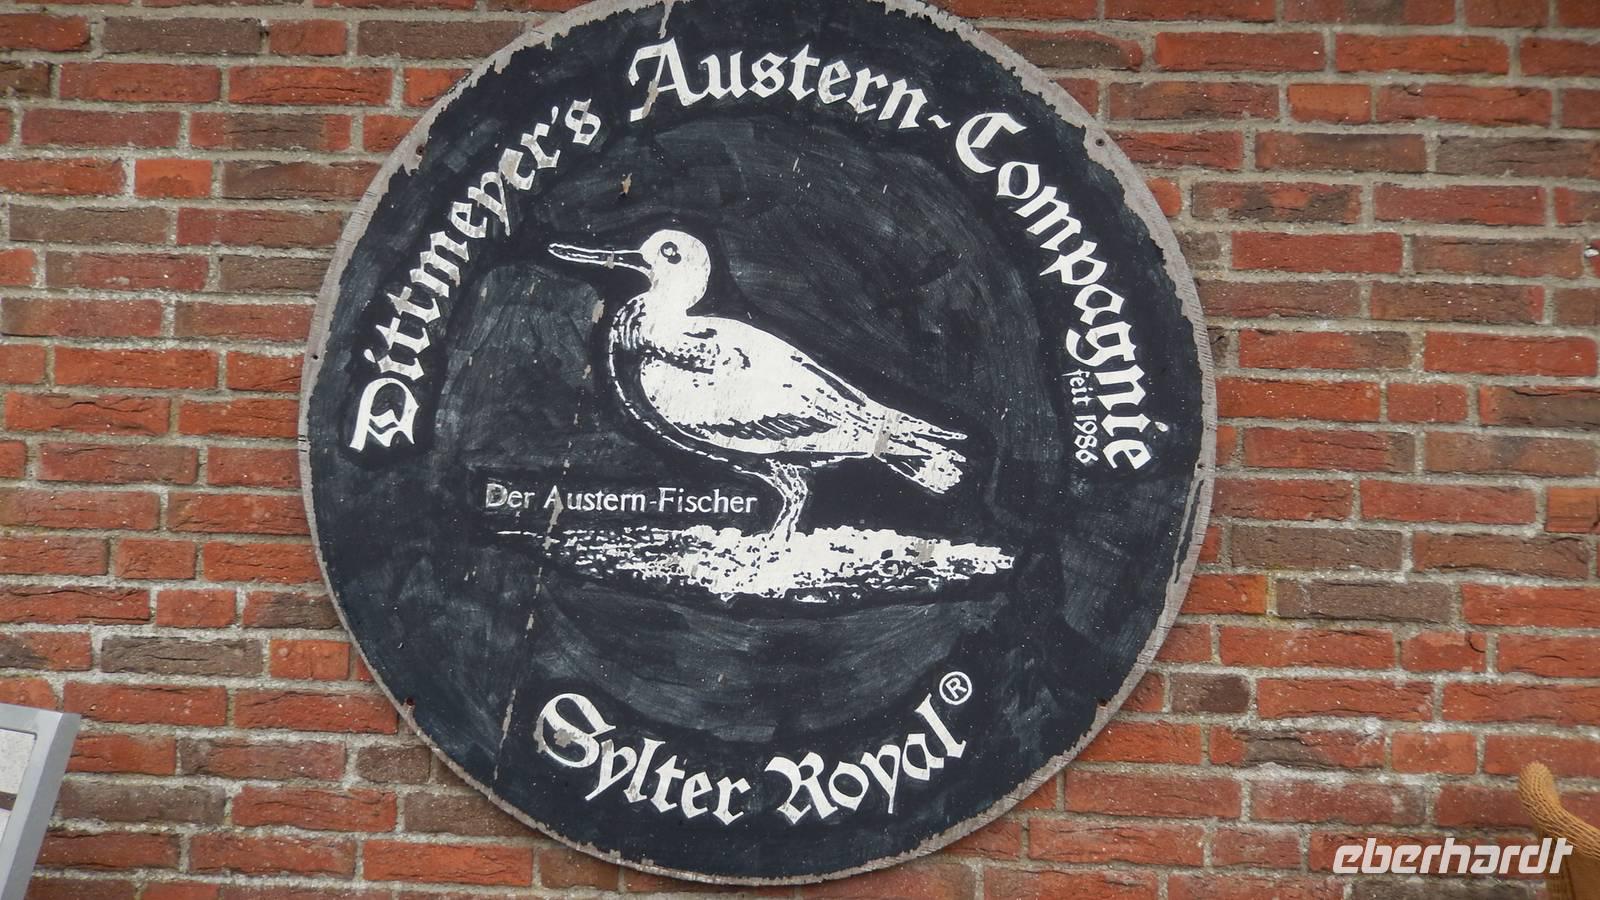 Dittmeyer's Austern-Compagnie
seit 1986
Der Austern-Fischer
Sylter Royal®
eberhardt